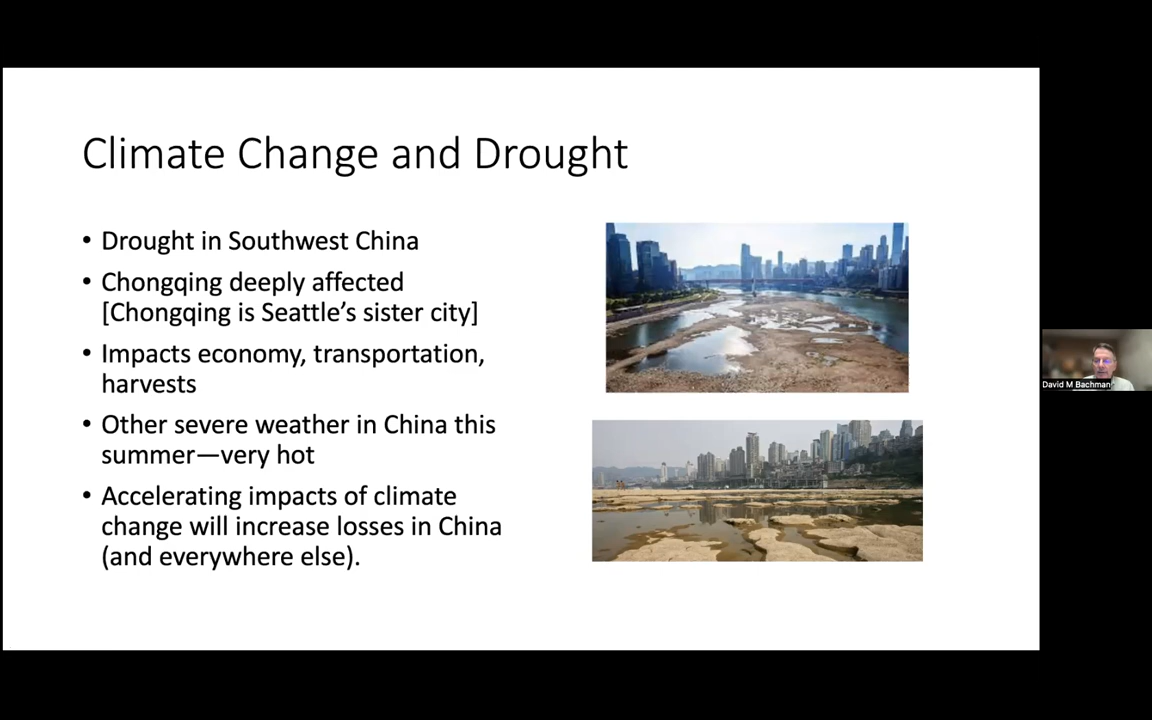 Climate Change and Drought
• Drought in Southwest China
• Chongqing deeply affected
[Chongqing is Seattle’s sister city]
• Impacts economy, transportation,
harvests
• Other severe weather in China this
summer—very hot
• Accelerating impacts of climate
change will increase losses in China
(and everywhere else).
David M Bachman